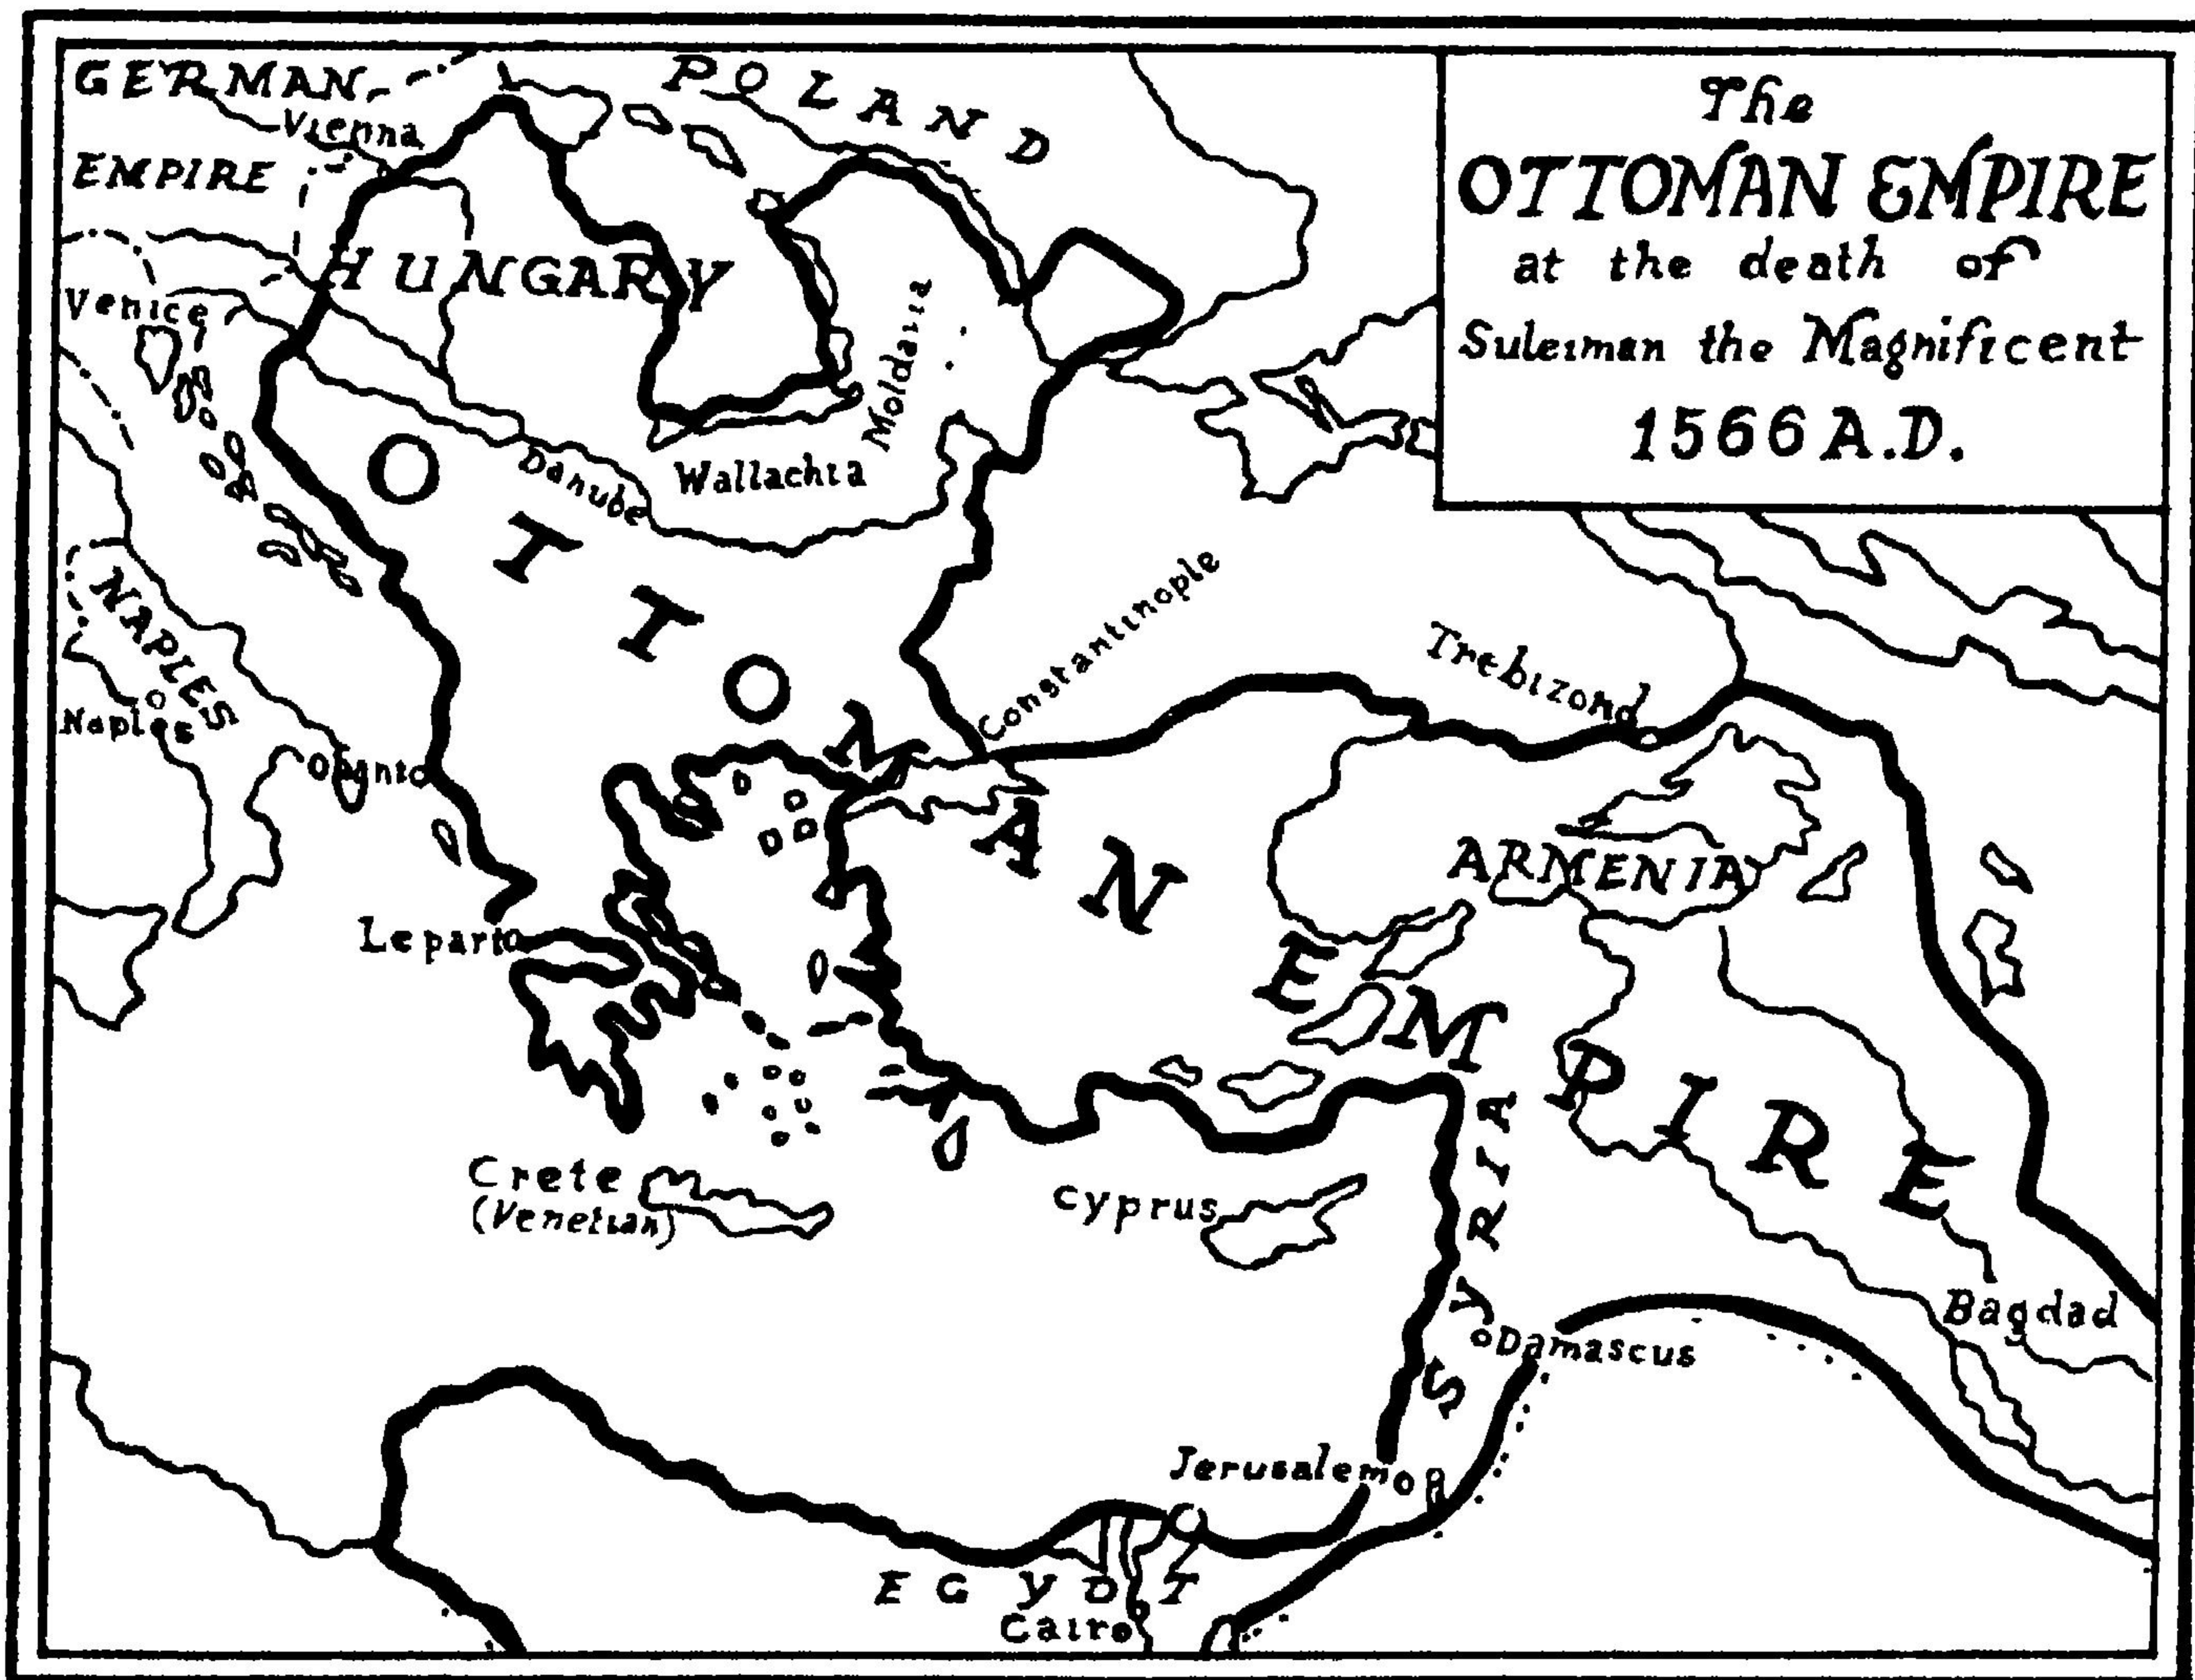 The
OTTOMAN EMPIRE
at the death of
Suleiman the Magnificent
1566 A.D.
GERMAN
EMPIRE
POLAND
Vienna
HUNGARY
Venice
Moldavia
Wallachia
Danube
OTTOMAN EMPIRE
Constantinople
Trebizond
NAPLES
Naples
ARMENIA
Lepanto
Crete
(Venetian)
Cyprus
SYRIA
Damascus
Bagdad
Jerusalem
EGYPT
Cairo